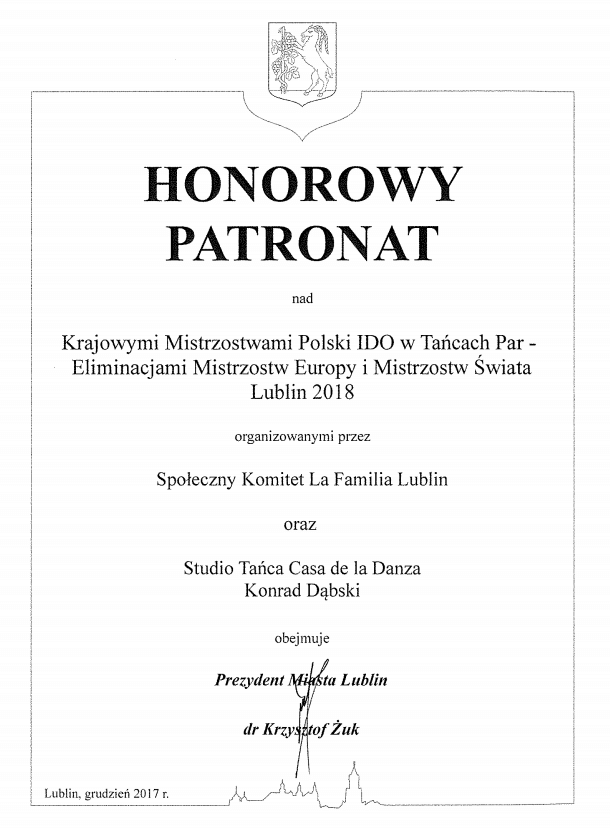 HONOROWY
PATRONAT
nad
Krajowymi Mistrzostwami Polski IDO w Tańcach Par -
Eliminacjami Mistrzostw Europy i Mistrzostw Świata
Lublin 2018
organizowanymi przez
Społeczny Komitet La Familia Lublin
oraz
Studio Tańca Casa de la Danza
Konrad Dąbski
obejmuje
Prezydent Miasta Lublin
dr Krzysztof Żuk
Lublin, grudzień 2017 r.